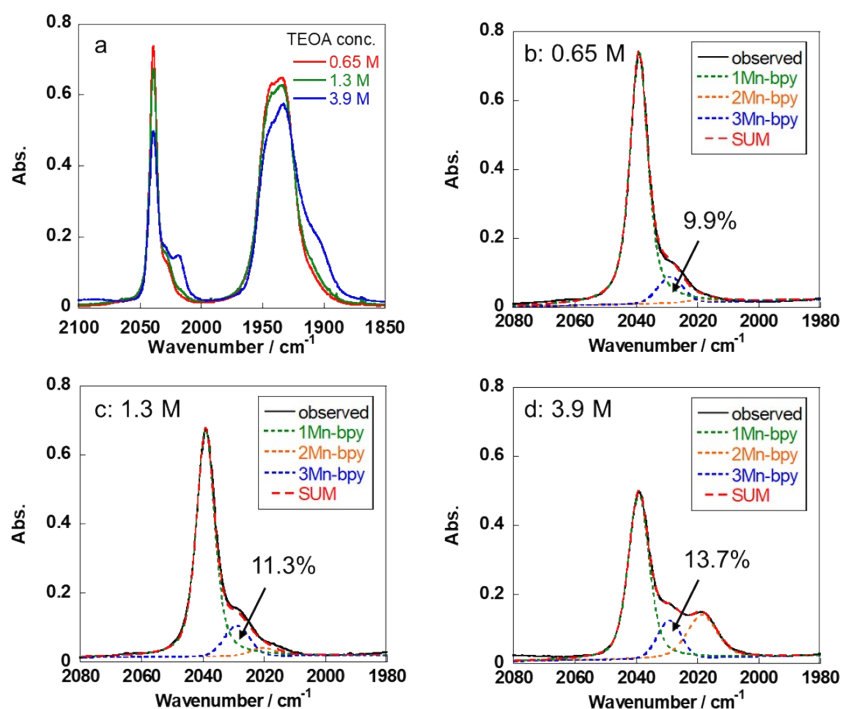 a
TEOA conc.
0.65 M
1.3 M
3.9 M
0.8
0.6
0.4
0.2
0
Abs.
2100 2050 2000 1950 1900 1850
Wavenumber / cm-1
b: 0.65 M
observed
1Mn-bpy
2Mn-bpy
3Mn-bpy
SUM
9.9%
0.8
0.6
0.4
0.2
0
Abs.
2080 2060 2040 2020 2000 1980
Wavenumber / cm-1
c: 1.3 M
observed
1Mn-bpy
2Mn-bpy
3Mn-bpy
SUM
11.3%
0.8
0.6
0.4
0.2
0
Abs.
2080 2060 2040 2020 2000 1980
Wavenumber / cm-1
d: 3.9 M
observed
1Mn-bpy
2Mn-bpy
3Mn-bpy
SUM
13.7%
0.8
0.6
0.4
0.2
0
Abs.
2080 2060 2040 2020 2000 1980
Wavenumber / cm-1